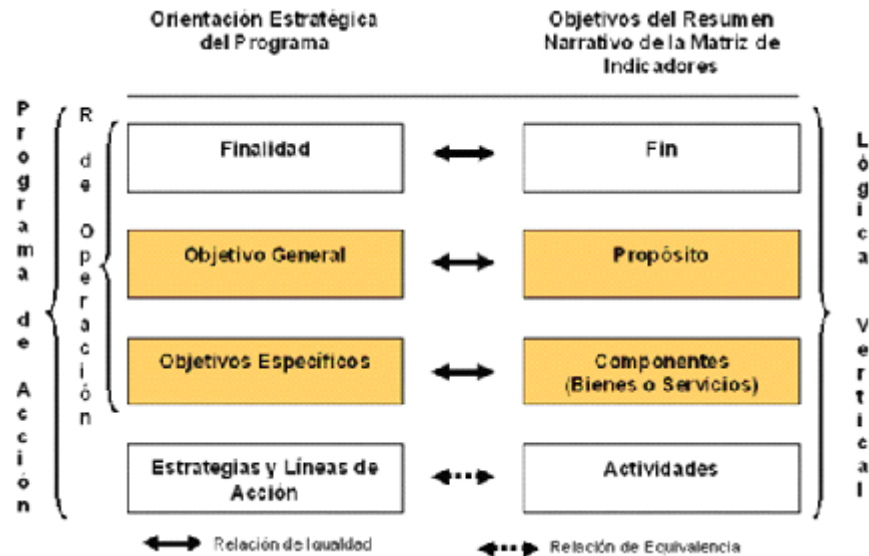 Orientación Estratégica
del Programa
Objetivos del Resumen
Narrativo de la Matriz de
Indicadores
Programa de Acción
R de Operación
Finalidad
Fin
Objetivo General
Propósito
Objetivos Específicos
Componentes
(Bienes o Servicios)
Estrategias y Líneas de
Acción
Actividades
Lógica Vertical
Relación de Igualdad
Relación de Equivalencia